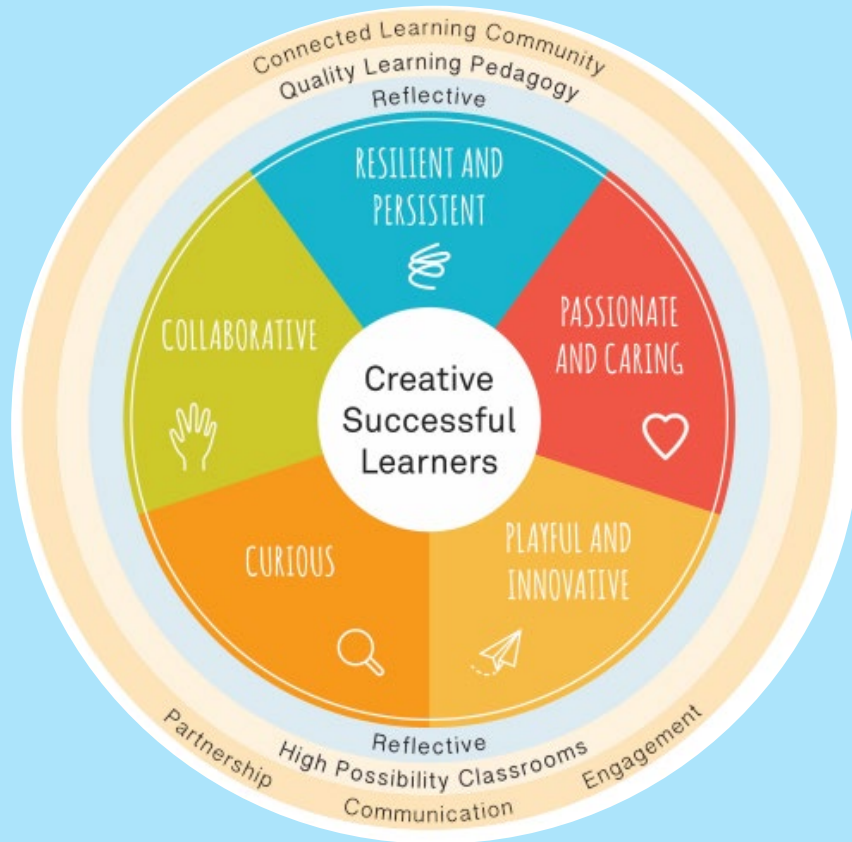 Connected Learning Community
Quality Learning Pedagogy
Reflective
RESILIENT AND
PERSISTENT
PASSIONATE
AND CARING
COLLABORATIVE
Creative
Successful
Learners
PLAYFUL AND
INNOVATIVE
CURIOUS
Reflective
High Possibility Classrooms
Partnership
Communication
Engagement